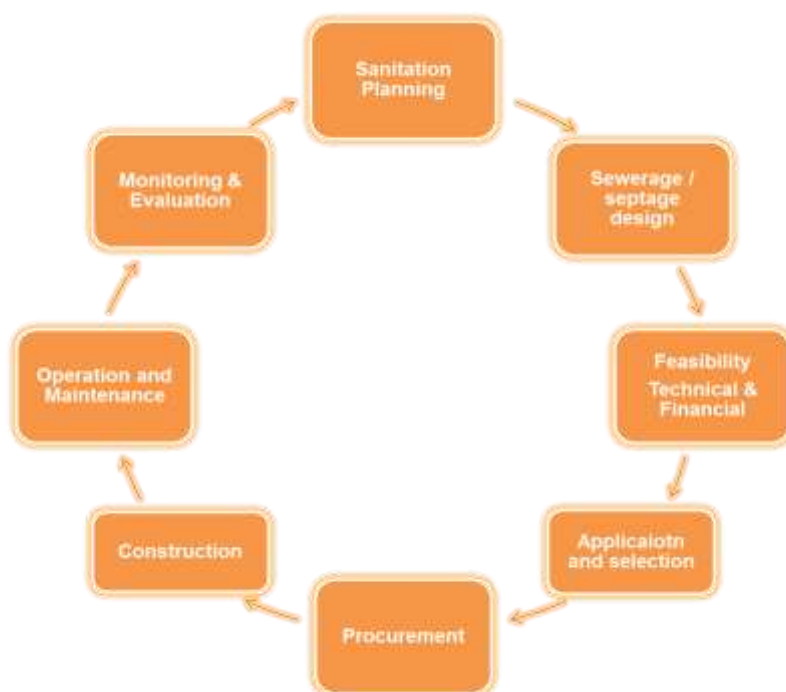 Sanitation
Planning
Sewerage /
septage
design
Feasibility
Technical &
Financial
Applicaiotn
and selection
Procurement
Construction
Operation and
Maintenance
Monitoring &
Evaluation